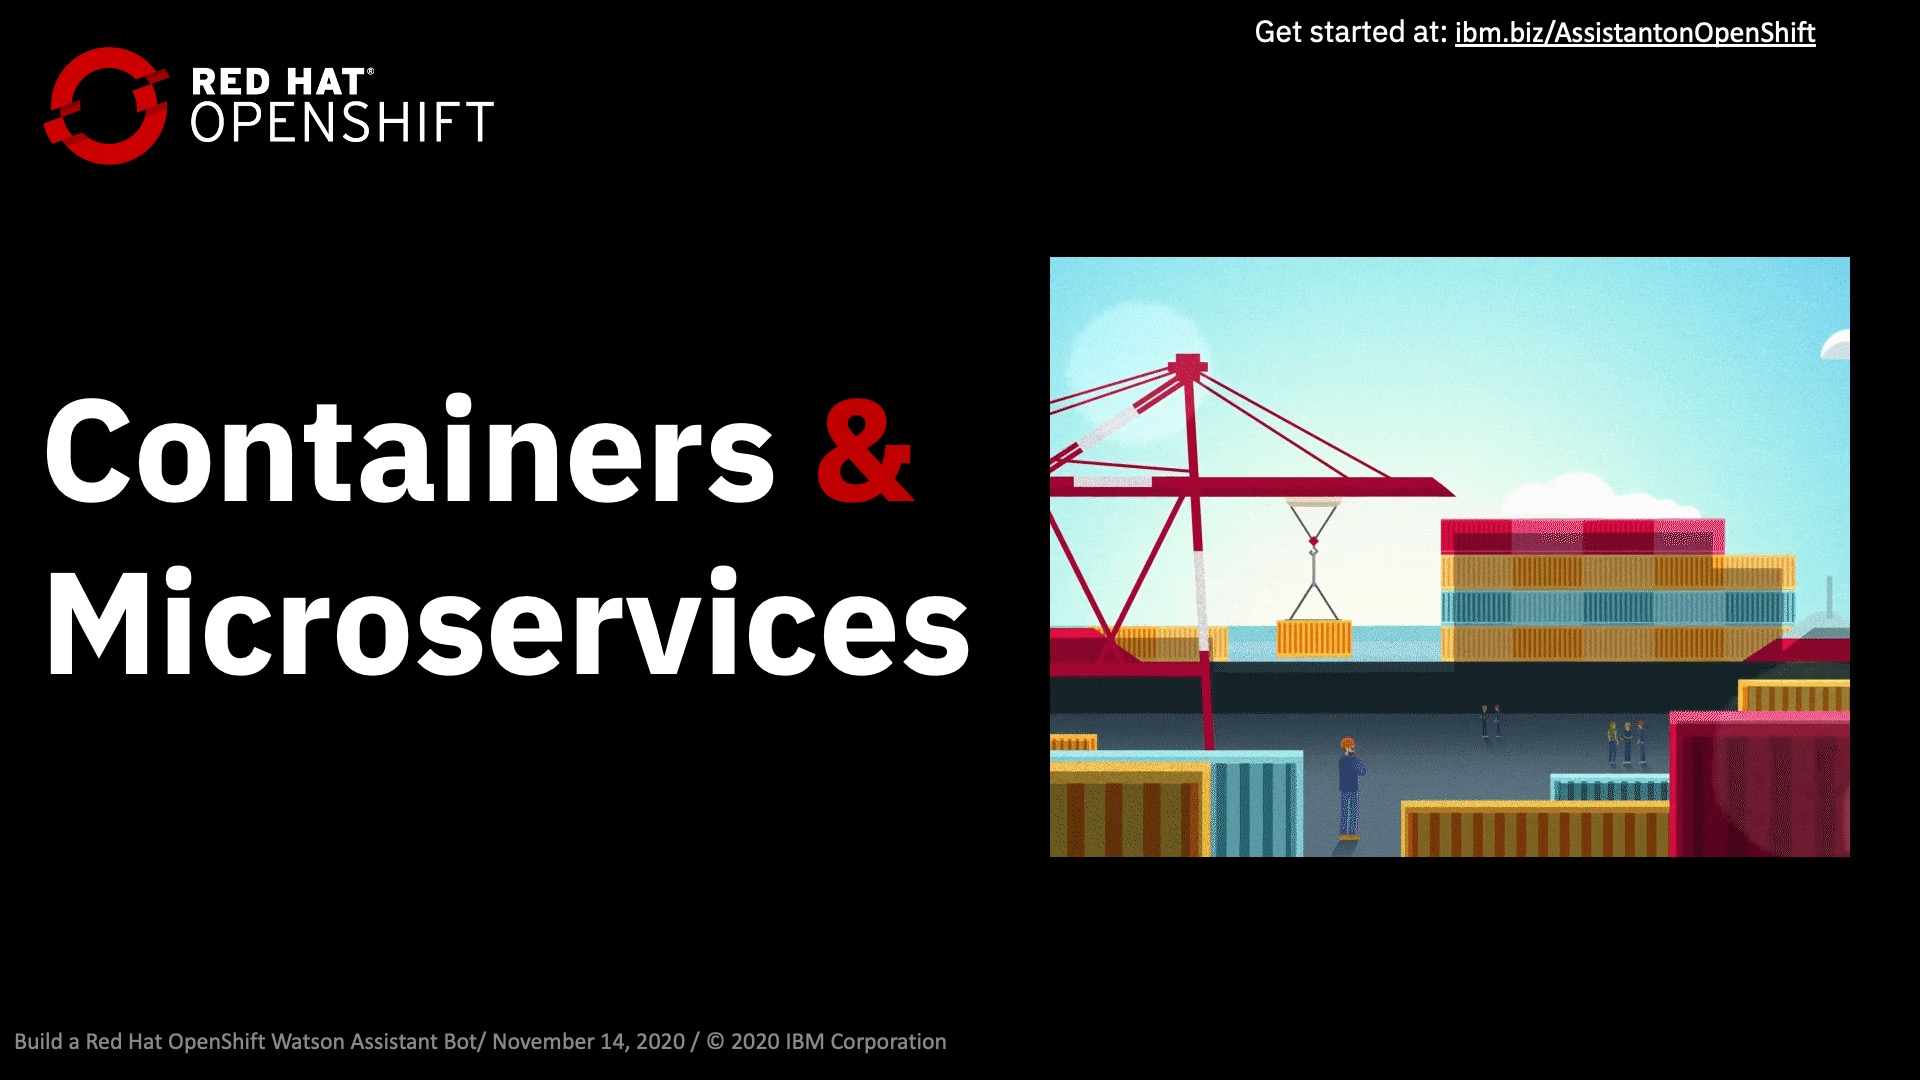 Get started at: ibm.biz/AssistantonOpenShift
RED HAT®
OPENSHIFT
Containers &
Microservices
Build a Red Hat OpenShift Watson Assistant Bot/ November 14, 2020 / © 2020 IBM Corporation